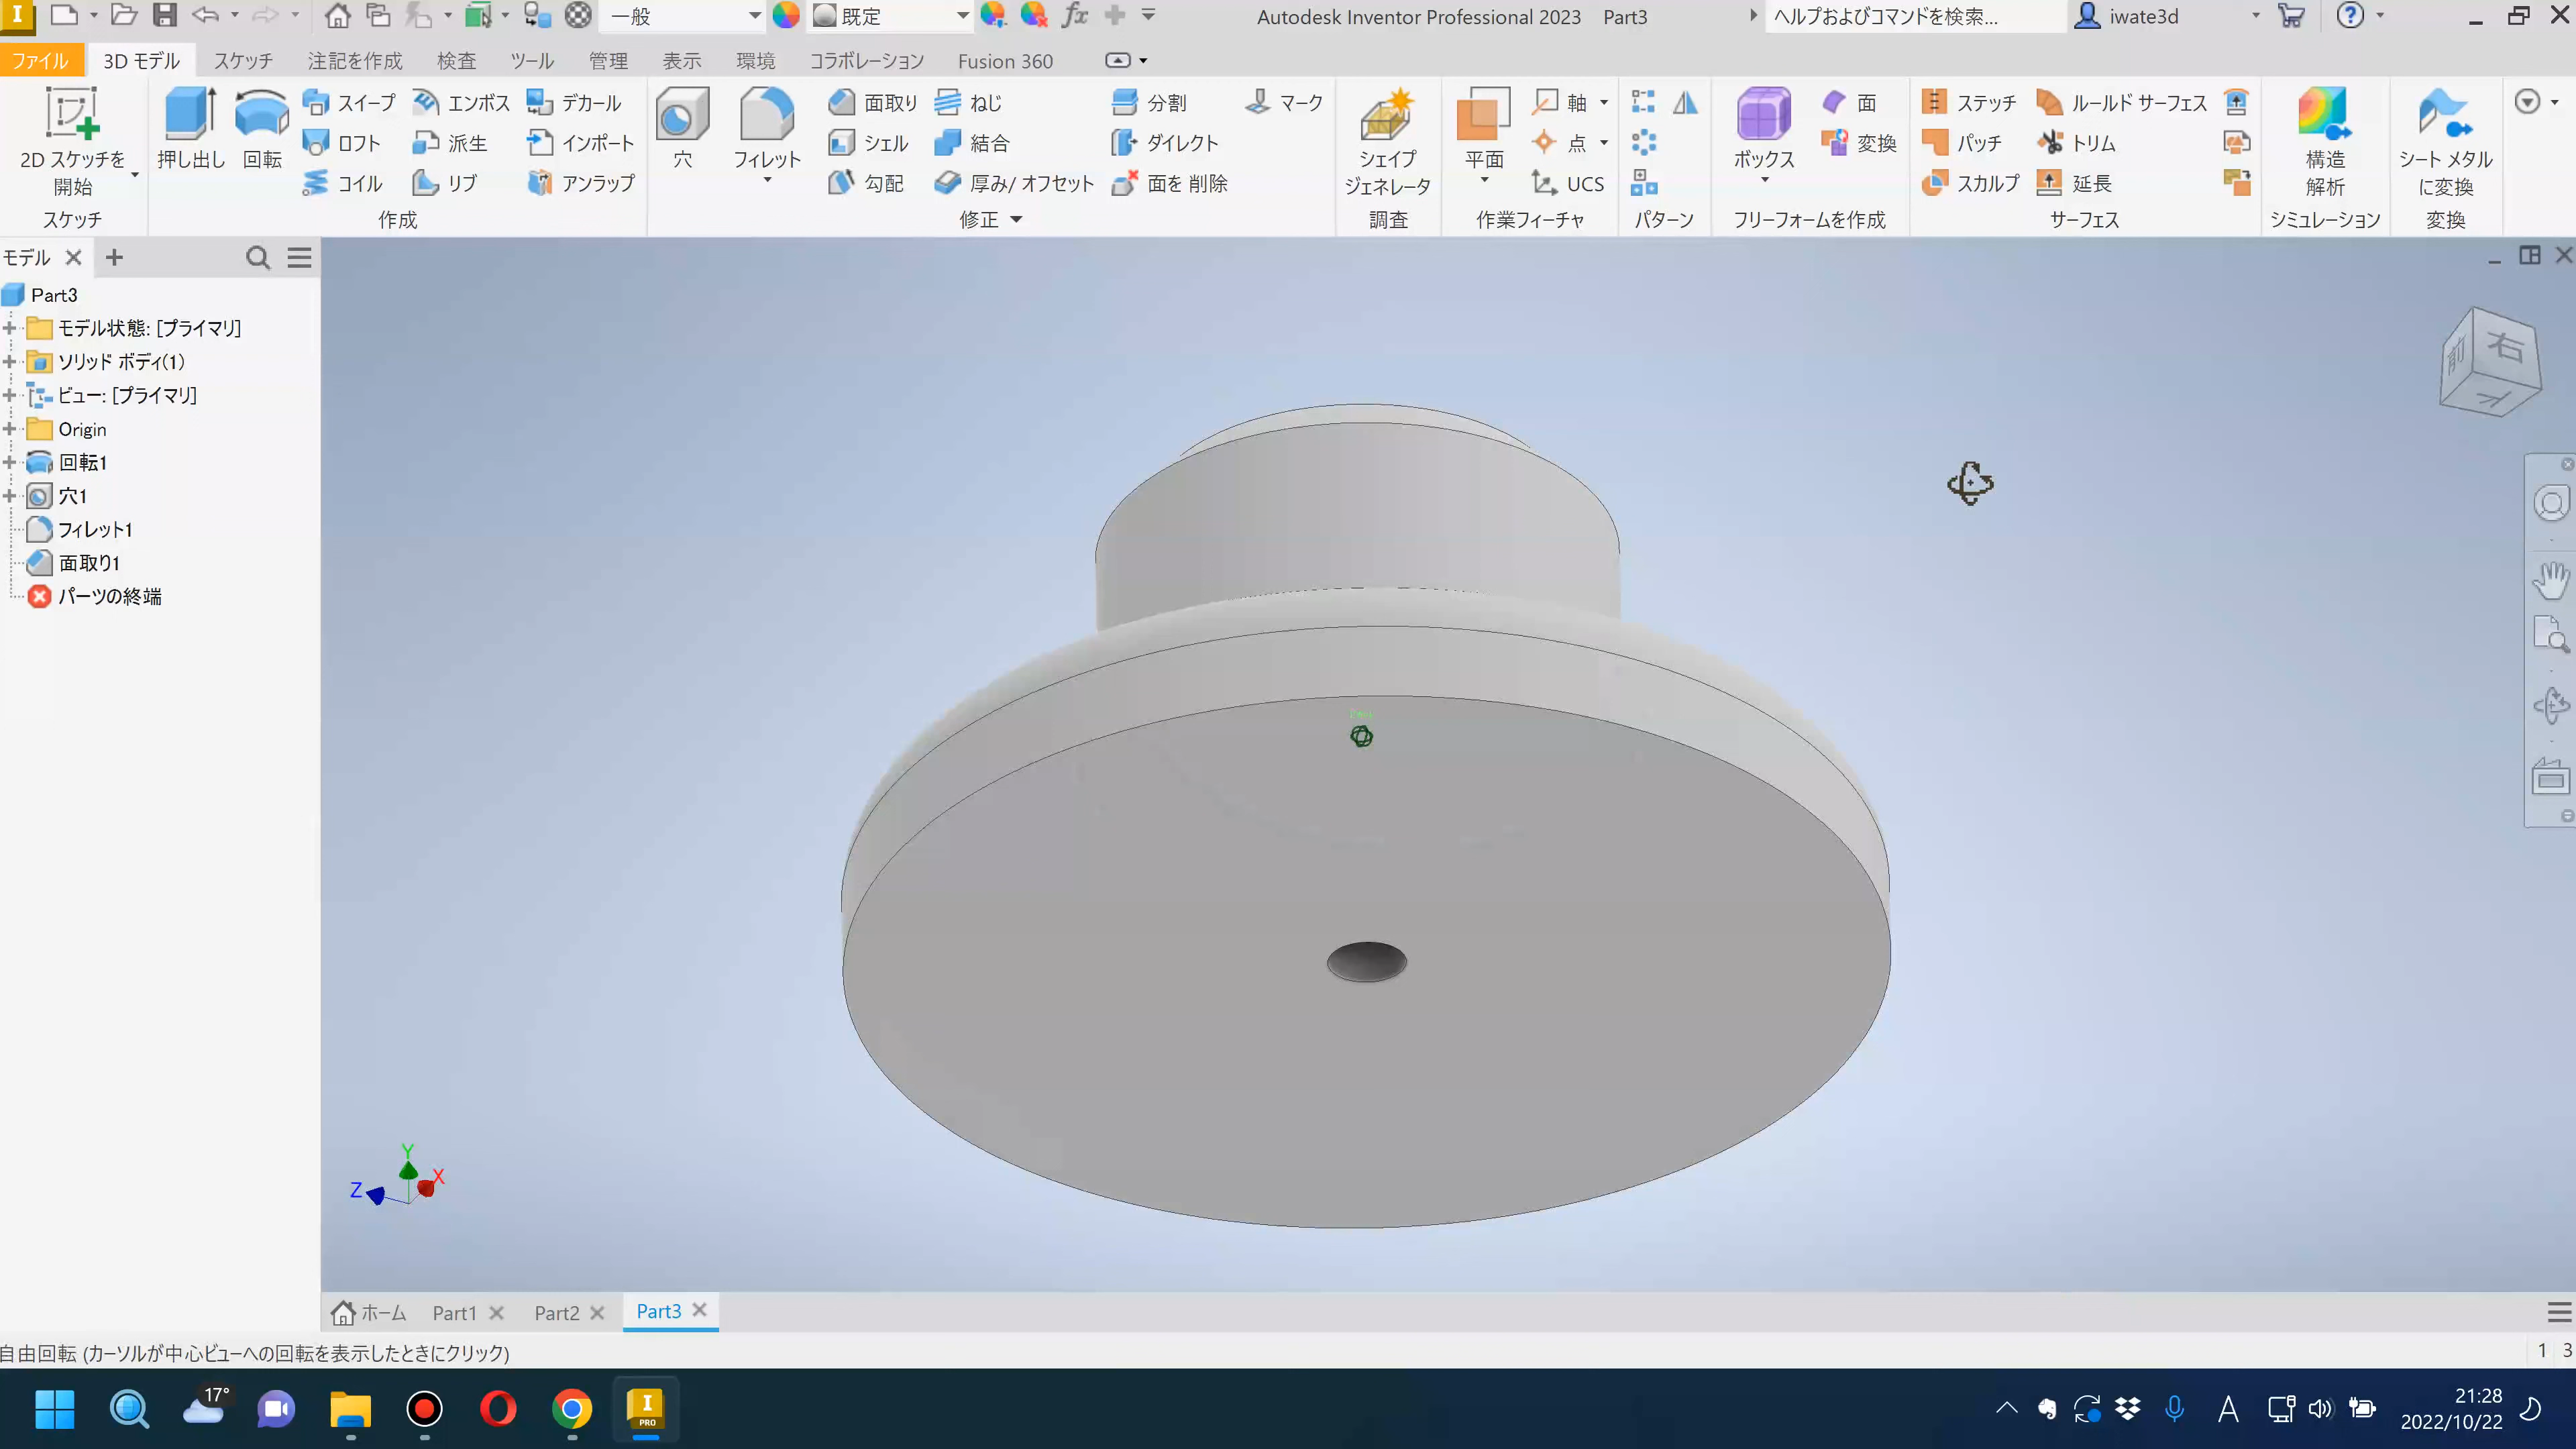 一般
既定
Autodesk Inventor Professional 2023 Part3
ヘルプおよびコマンドを検索...
iwate3d
ファイル 3D モデル スケッチ 注記を作成 検査 ツール 管理 表示 環境 コラボレーション Fusion 360
2D スケッチを
開始
スケッチ
押し出し
回転
スイープ
ロフト
コイル
エンボス
派生
リブ
デカール
インポート
アンラップ
作成
穴
フィレット
面取り
シェル
勾配
ねじ
結合
厚み/ オフセット
分割
ダイレクト
面を 削除
マーク
修正
シェイプ
ジェネレータ
調査
平面
軸
点
UCS
作業フィーチャ
パターン
ボックス
面
変換
フリーフォームを作成
ステッチ
パッチ
スカルプ
ルールド サーフェス
トリム
延長
サーフェス
構造
解析
シミュレーション
シート メタル
に変換
変換
モデル
Part3
モデル状態: [プライマリ]
ソリッド ボディ(1)
ビュー: [プライマリ]
Origin
回転1
穴1
フィレット1
面取り1
パーツの終端
前
右
Y
X
Z
ホーム Part1 Part2 Part3
自由回転 (カーソルが中心ビューへの回転を表示したときにクリック)
1 3
17°
I
PRO
A
21:28
2022/10/22